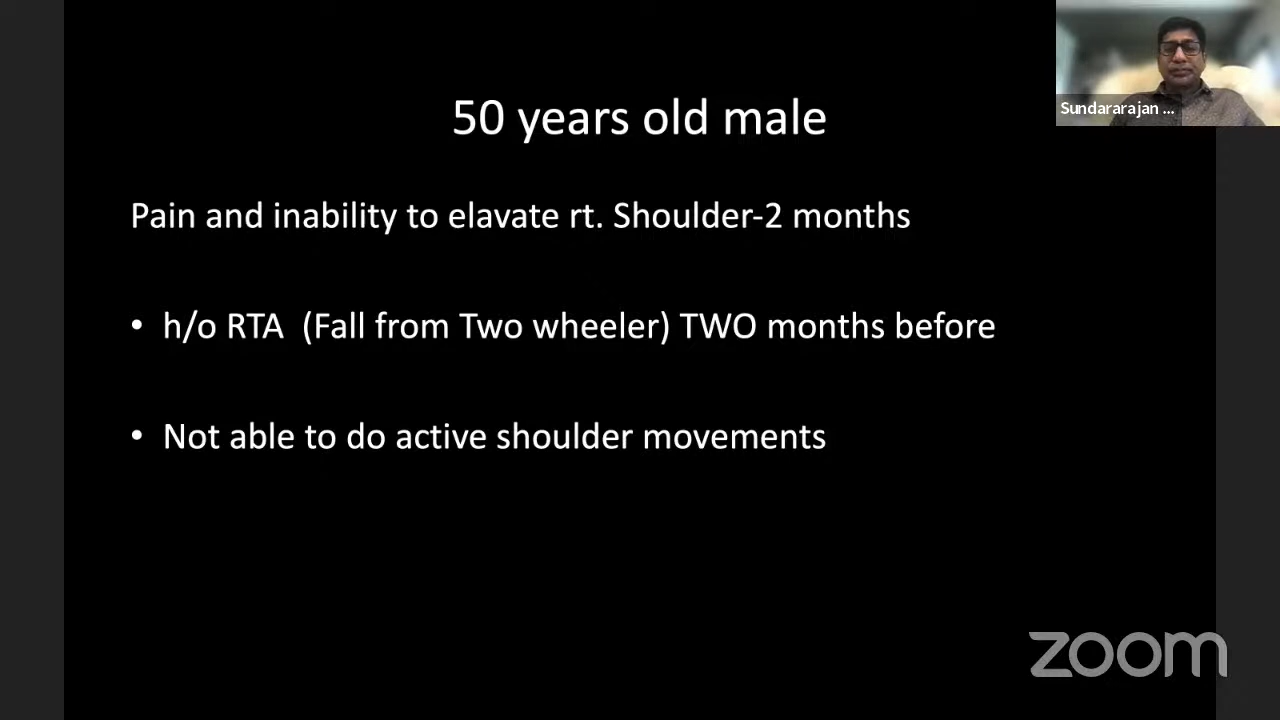 50 years old male
Sundararajan ...
Pain and inability to elavate rt. Shoulder-2 months
• h/o RTA (Fall from Two wheeler) TWO months before
• Not able to do active shoulder movements
zoom